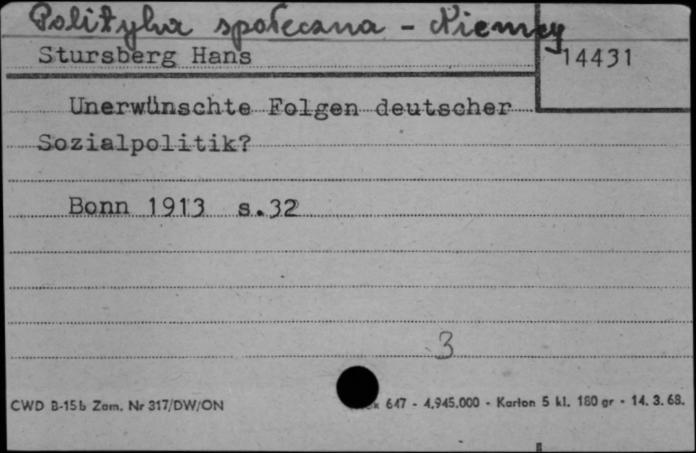 Polityka społeczna - Niemcy
Stursberg Hans
14431
Unerwünschte Folgen deutscher
Sozialpolitik?
Bonn 1913 s.32
3
CWD B-15b Zam. Nr 317/DW/ON
647 - 4.945.000 - Karton 5 kl. 180 gr - 14. 3. 68.